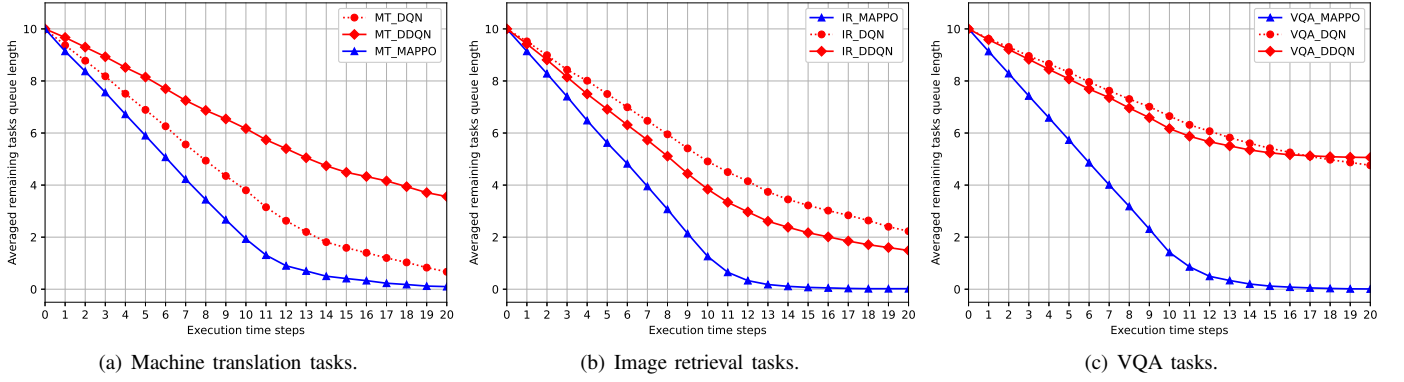 Averaged remaining tasks queue length
10
8
6
4
2
0
MT_DQN
MT_DDQN
MT_MAPPO
0 1 2 3 4 5 6 7 8 9 10 11 12 13 14 15 16 17 18 19 20
Execution time steps
(a) Machine translation tasks.
Averaged remaining tasks queue length
10
8
6
4
2
0
IR_MAPPO
IR_DQN
IR_DDQN
0 1 2 3 4 5 6 7 8 9 10 11 12 13 14 15 16 17 18 19 20
Execution time steps
(b) Image retrieval tasks.
Averaged remaining tasks queue length
10
8
6
4
2
0
VQA_MAPPO
VQA_DQN
VQA_DDQN
0 1 2 3 4 5 6 7 8 9 10 11 12 13 14 15 16 17 18 19 20
Execution time steps
(c) VQA tasks.